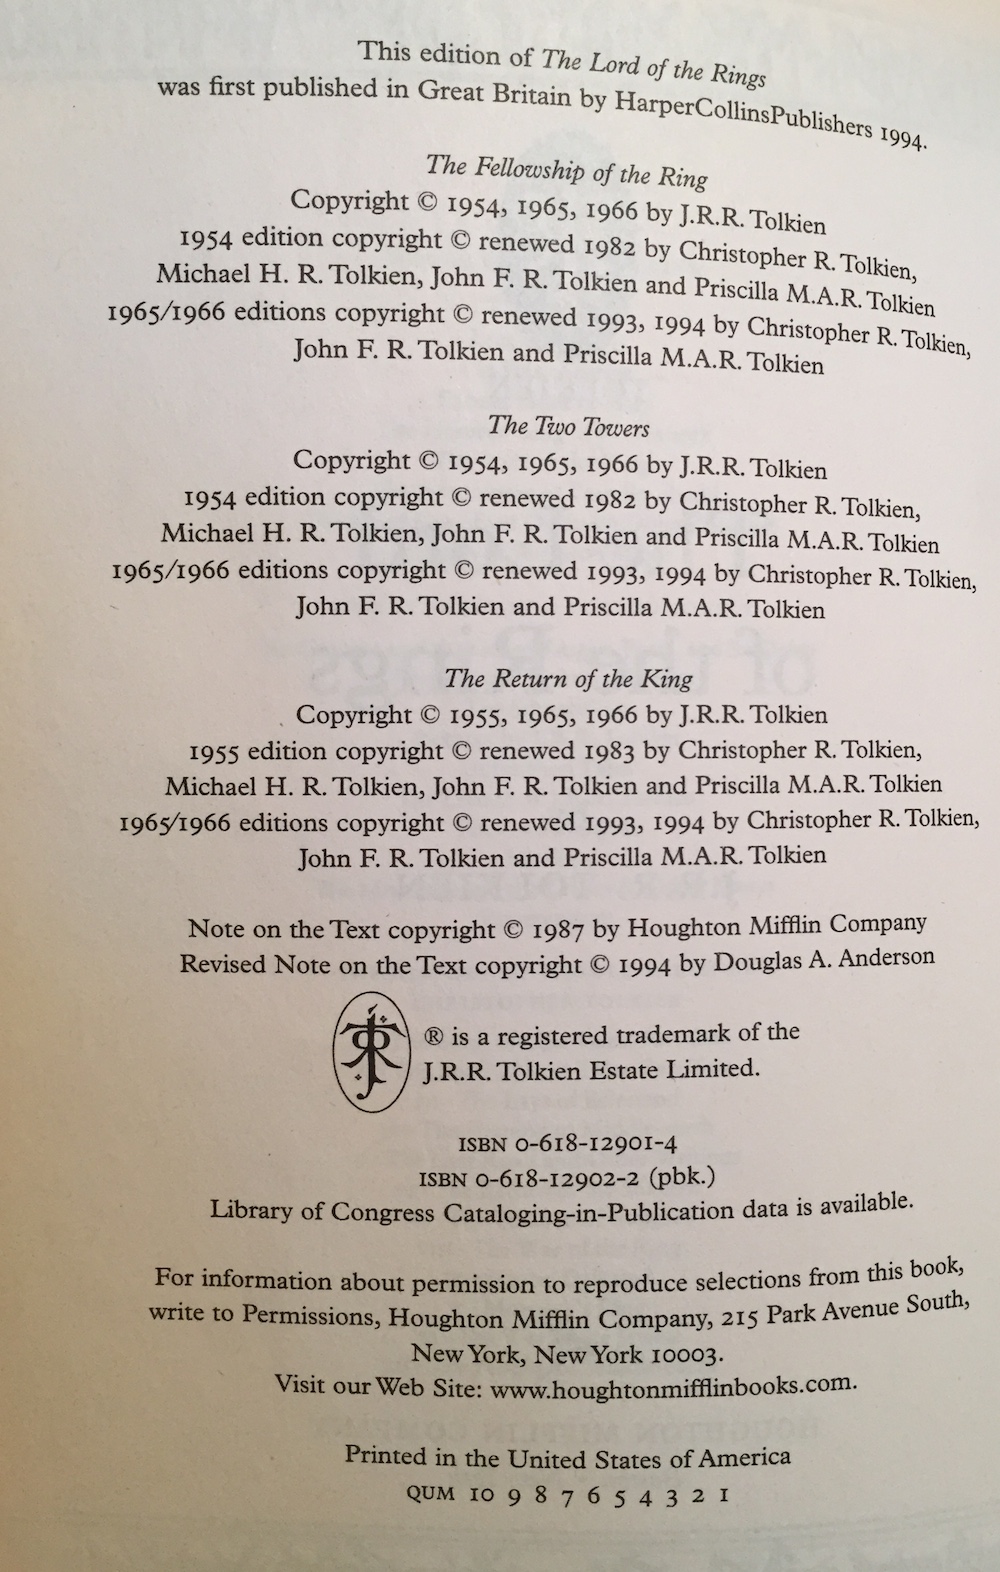 This edition of The Lord of the Rings
was first published in Great Britain by HarperCollinsPublishers 1994.
The Fellowship of the Ring
Copyright © 1954, 1965, 1966 by J.R.R. Tolkien
1954 edition copyright © renewed 1982 by Christopher R. Tolkien,
Michael H. R. Tolkien, John F. R. Tolkien and Priscilla M.A.R. Tolkien
1965/1966 editions copyright © renewed 1993, 1994 by Christopher R. Tolkien,
John F. R. Tolkien and Priscilla M.A.R. Tolkien
The Two Towers
Copyright © 1954, 1965, 1966 by J.R.R. Tolkien
1954 edition copyright © renewed 1982 by Christopher R. Tolkien,
Michael H. R. Tolkien, John F. R. Tolkien and Priscilla M.A.R. Tolkien
1965/1966 editions copyright © renewed 1993, 1994 by Christopher R. Tolkien,
John F. R. Tolkien and Priscilla M.A.R. Tolkien
The Return of the King
Copyright © 1955, 1965, 1966 by J.R.R. Tolkien
1955 edition copyright © renewed 1983 by Christopher R. Tolkien,
Michael H. R. Tolkien, John F. R. Tolkien and Priscilla M.A.R. Tolkien
1965/1966 editions copyright © renewed 1993, 1994 by Christopher R. Tolkien,
John F. R. Tolkien and Priscilla M.A.R. Tolkien
Note on the Text copyright © 1987 by Houghton Mifflin Company
Revised Note on the Text copyright © 1994 by Douglas A. Anderson
® is a registered trademark of the
J.R.R. Tolkien Estate Limited.
ISBN 0-618-12901-4
ISBN 0-618-12902-2 (pbk.)
Library of Congress Cataloging-in-Publication data is available.
For information about permission to reproduce selections from this book,
write to Permissions, Houghton Mifflin Company, 215 Park Avenue South,
New York, New York 10003.
Visit our Web Site: www.houghtonmifflinbooks.com.
Printed in the United States of America
QUM 10 9 8 7 6 5 4 3 2 1